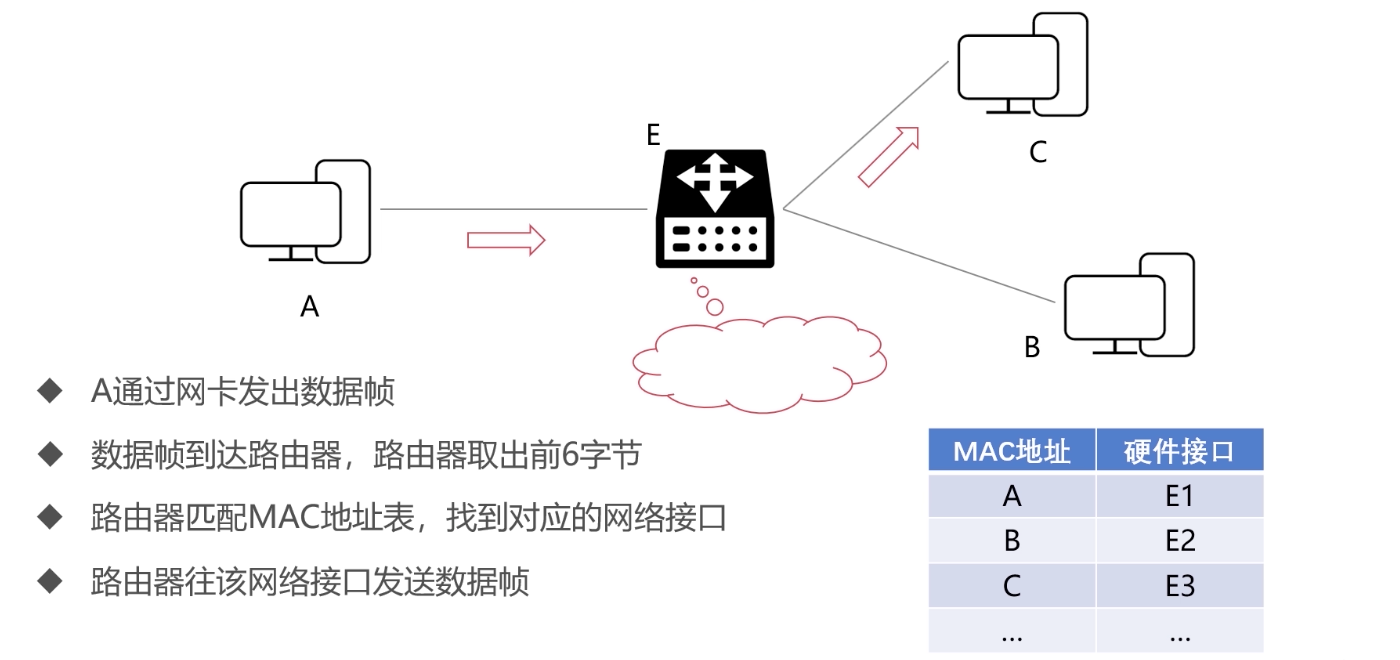 E
C
A
B
◆ A通过网卡发出数据帧
◆ 数据帧到达路由器，路由器取出前6字节
◆ 路由器匹配MAC地址表，找到对应的网络接口
◆ 路由器往该网络接口发送数据帧
MAC地址 硬件接口
A E1
B E2
C E3
... ...